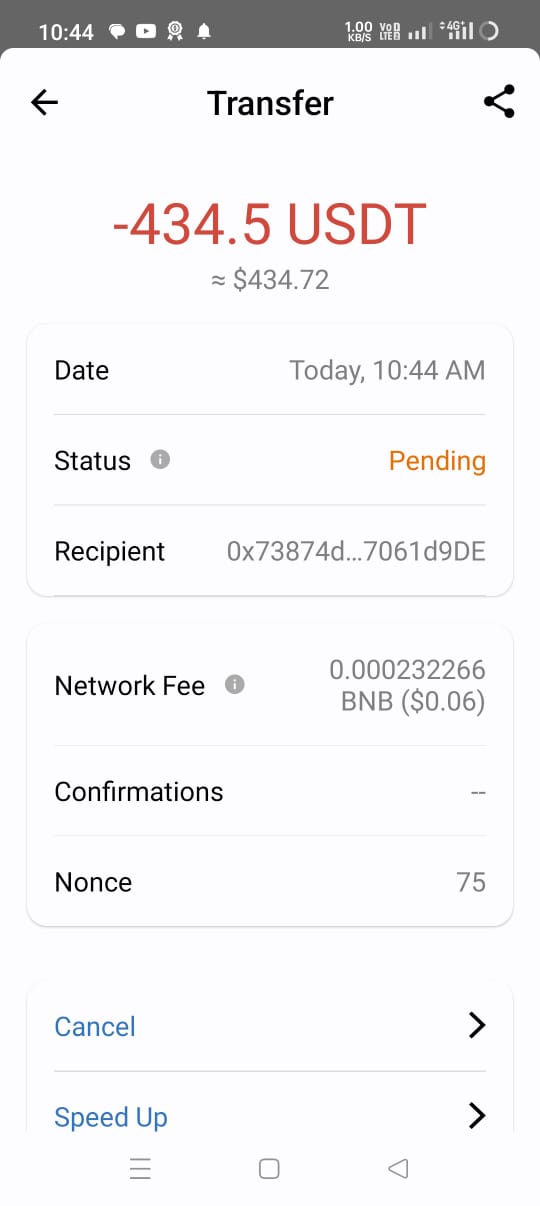 10:44
1.00 KB/S VoD LTE 4G+
Transfer
-434.5 USDT
≈ $434.72
Date Today, 10:44 AM
Status Pending
Recipient 0x73874d...7061d9DE
Network Fee 0.000232266
BNB ($0.06)
Confirmations --
Nonce 75
Cancel
Speed Up